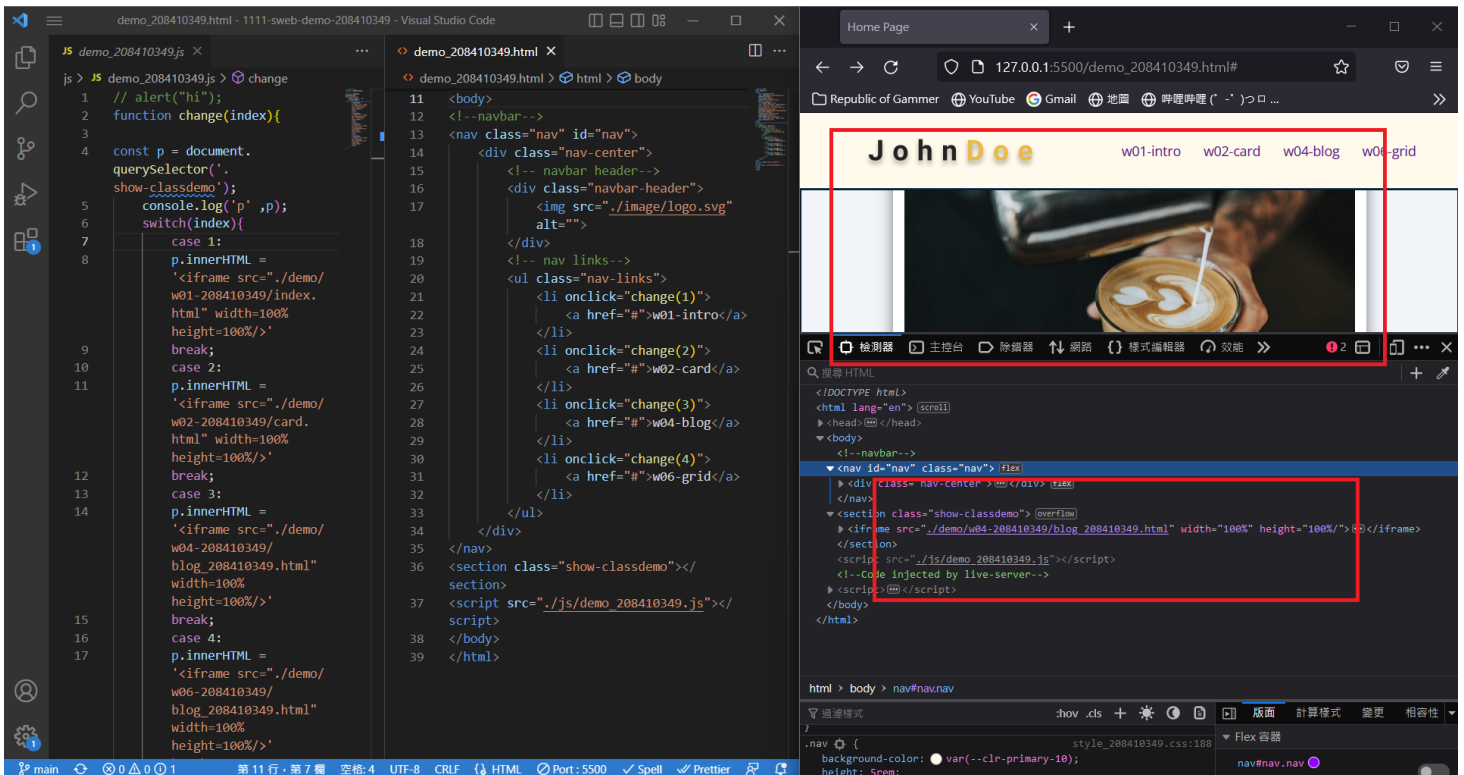 demo_208410349.html - 1111-sweb-demo-208410349 - Visual Studio Code
JS demo_208410349.js
js > JS demo_208410349.js > change
1 // alert("hi");
2 function change(index){
3
4 const p = document.
querySelector('.
show-classdemo');
5 console.log('p' ,p);
6 switch(index){
7 case 1:
8 p.innerHTML =
'<iframe src="./demo/
w01-208410349/index.
html" width=100%
height=100%/>'
9 break;
10 case 2:
11 p.innerHTML =
'<iframe src="./demo/
w02-208410349/card.
html" width=100%
height=100%/>'
12 break;
13 case 3:
14 p.innerHTML =
'<iframe src="./demo/
w04-208410349/
blog_208410349.html"
width=100%
height=100%/>'
15 break;
16 case 4:
17 p.innerHTML =
'<iframe src="./demo/
w06-208410349/
blog_208410349.html"
width=100%
height=100%/>'
demo_208410349.html
demo_208410349.html > html > body
11 <body>
12 <!--navbar-->
13 <nav class="nav" id="nav">
14 <div class="nav-center">
15 <!-- navbar header-->
16 <div class="navbar-header">
17 <img src="./image/logo.svg"
alt="">
18 </div>
19 <!-- nav links-->
20 <ul class="nav-links">
21 <li onclick="change(1)">
22 <a href="#">w01-intro</a>
23 </li>
24 <li onclick="change(2)">
25 <a href="#">w02-card</a>
26 </li>
27 <li onclick="change(3)">
28 <a href="#">w04-blog</a>
29 </li>
30 <li onclick="change(4)">
31 <a href="#">w06-grid</a>
32 </li>
33 </ul>
34 </div>
35 </nav>
36 <section class="show-classdemo"></
section>
37 <script src="./js/demo_208410349.js"></
script>
38 </body>
39 </html>
main 0 0 1 第 11 行，第 7 欄 空格: 4 UTF-8 CRLF HTML Port : 5500 Spell Prettier
Home Page
127.0.0.1:5500/demo_208410349.html#
Republic of Gammer YouTube Gmail 地圖 嗶哩嗶哩 (゜-゜)つロ ...
JohnDoe w01-intro w02-card w04-blog w06-grid
檢測器 主控台 除錯器 網路 樣式編輯器 效能 2
搜尋 HTML
<!DOCTYPE html>
<html lang="en"> scroll
<head> </head>
<body>
<!--navbar-->
<nav id="nav" class="nav"> flex
<div class="nav-center"> </div> flex
</nav>
<section class="show-classdemo"> overflow
<iframe src="./demo/w04-208410349/blog_208410349.html" width="100%" height="100%/"> </iframe>
</section>
<script src="./js/demo_208410349.js"></script>
<!--Code injected by live-server-->
<script> </script>
</body>
</html>
html > body > nav#nav.nav
過濾樣式 :hov .cls 版面 計算樣式 變更 相容性
}
.nav { style_208410349.css:188
background-color: var(--clr-primary-10);
height: 5rem;
Flex 容器
nav#nav.nav